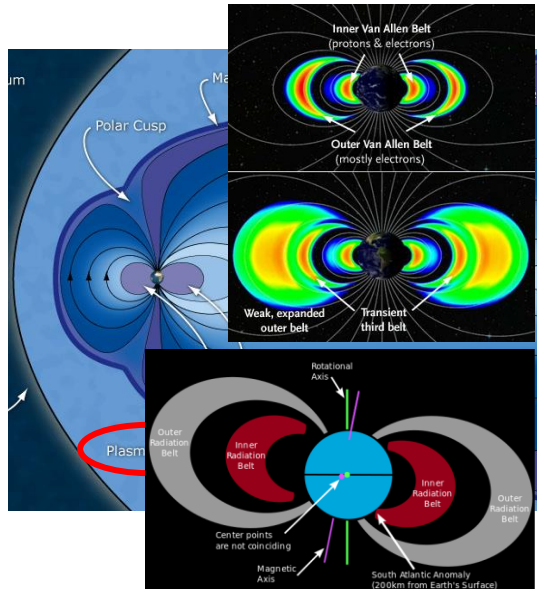 Inner Van Allen Belt
(protons & electrons)
Outer Van Allen Belt
(mostly electrons)
Polar Cusp
Weak, expanded
outer belt
Transient
third belt
Rotational
Axis
Outer
Radiation
Belt
Inner
Radiation
Belt
Inner
Radiation
Belt
Outer
Radiation
Belt
Center points
are not coinciding
Magnetic
Axis
South Atlantic Anomaly
(200km from Earth's Surface)